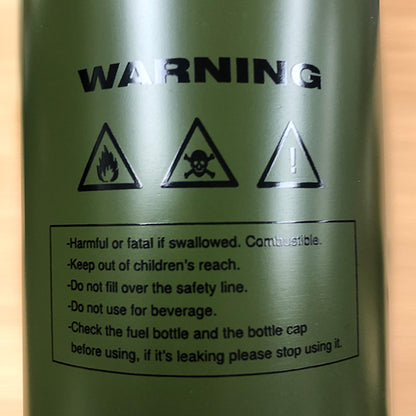 WARNING
!
-Harmful or fatal if swallowed. Combustible.
-Keep out of children's reach.
-Do not fill over the safety line.
-Do not use for beverage.
-Check the fuel bottle and the bottle cap
before using, if it's leaking please stop using it.